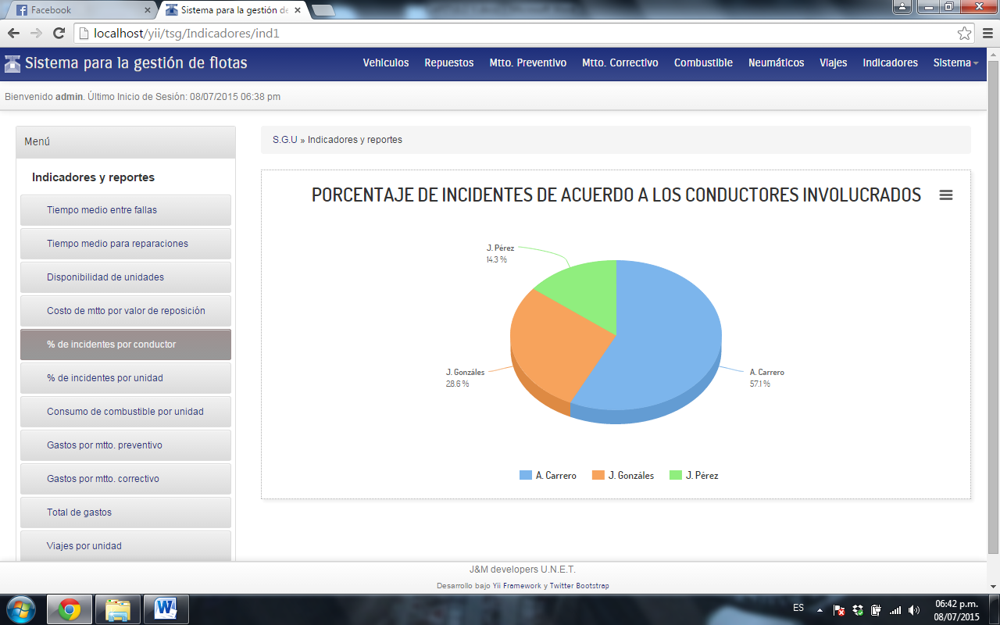 Facebook
Sistema para la gestión de
localhost/yii/tsg/Indicadores/ind1
Sistema para la gestión de flotas
Vehiculos Repuestos Mtto. Preventivo Mtto. Correctivo Combustible Neumáticos Viajes Indicadores Sistema
Bienvenido admin. Último Inicio de Sesión: 08/07/2015 06:38 pm
Menú
Indicadores y reportes
Tiempo medio entre fallas
Tiempo medio para reparaciones
Disponibilidad de unidades
Costo de mtto por valor de reposición
% de incidentes por conductor
% de incidentes por unidad
Consumo de combustible por unidad
Gastos por mtto. preventivo
Gastos por mtto. correctivo
Total de gastos
Viajes por unidad
S.G.U » Indicadores y reportes
PORCENTAJE DE INCIDENTES DE ACUERDO A LOS CONDUCTORES INVOLUCRADOS
J. Pérez
14.3 %
J. Gonzáles
28.6 %
A. Carrero
57.1 %
A. Carrero J. Gonzáles J. Pérez
J&M developers U.N.E.T.
Desarrollo bajo Yii Framework y Twitter Bootstrap
ES
06:42 p.m.
08/07/2015